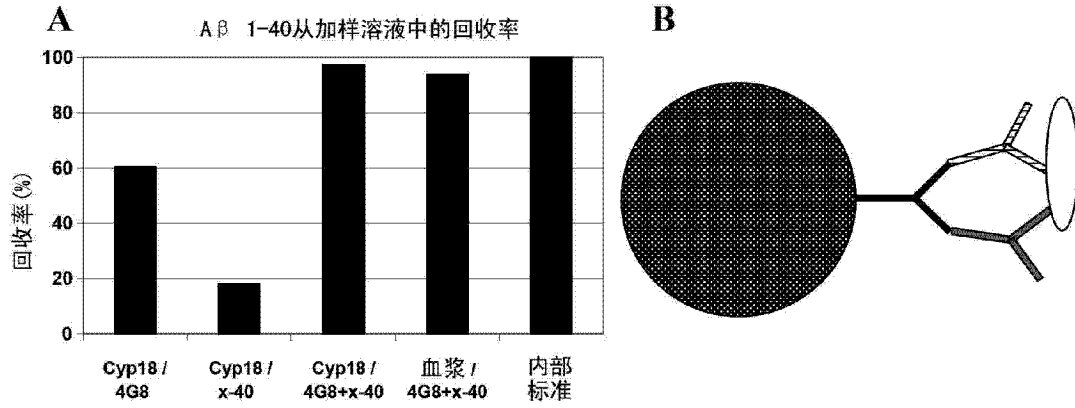 A
Aβ 1-40从加样溶液中的回收率
B
回收率(%)
100
80
60
40
20
0
Cyp18 /
4G8
Cyp18 /
x-40
Cyp18 /
4G8+x-40
血浆 /
4G8+x-40
内部
标准